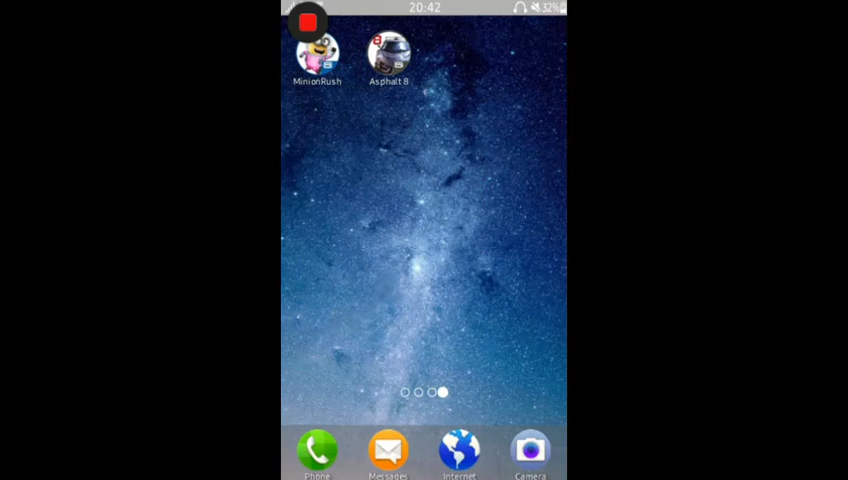 20:42
32%
MinionRush
Asphalt 8
Phone
Messages
Internet
Camera